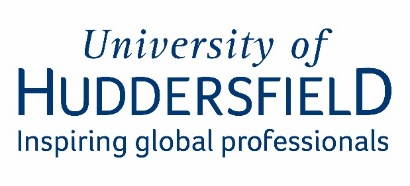 University of
HUDDERSFIELD
Inspiring global professionals